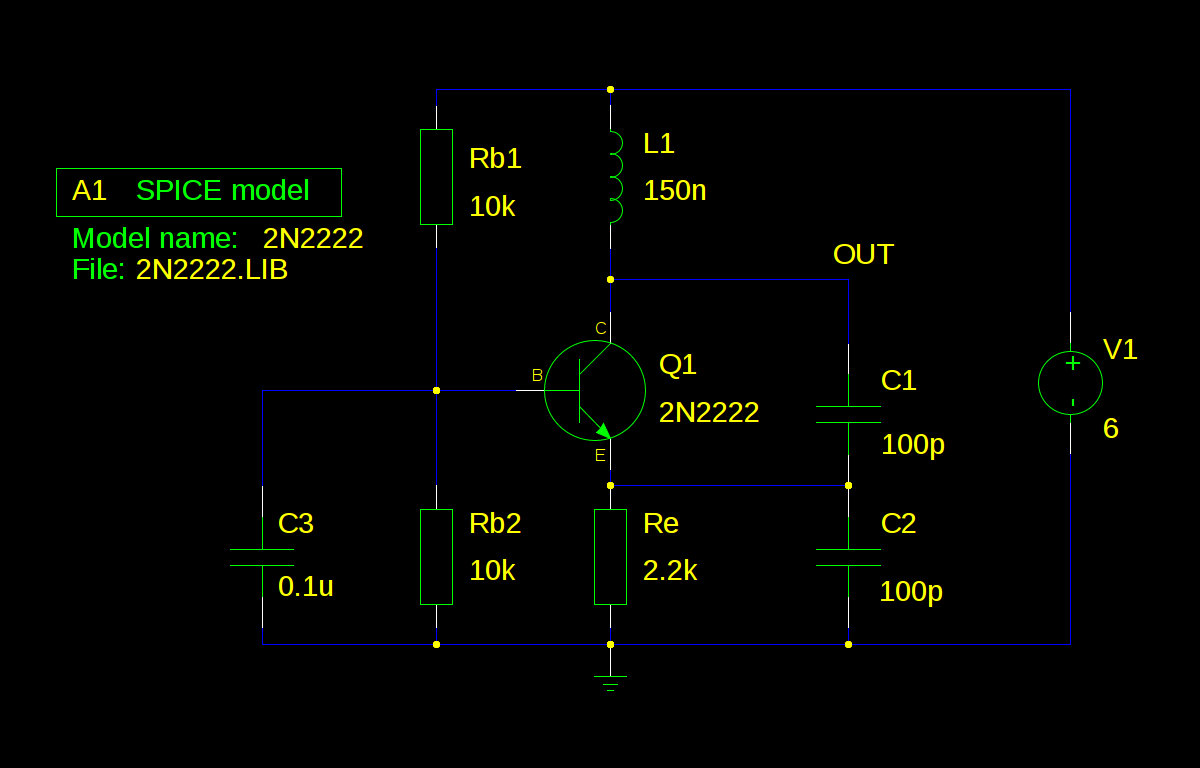 L1
150n
Rb1
10k
A1 SPICE model
Model name: 2N2222
File: 2N2222.LIB
OUT
C
B
E
Q1
2N2222
C1
100p
V1
+
-
6
C3
0.1u
Rb2
10k
Re
2.2k
C2
100p